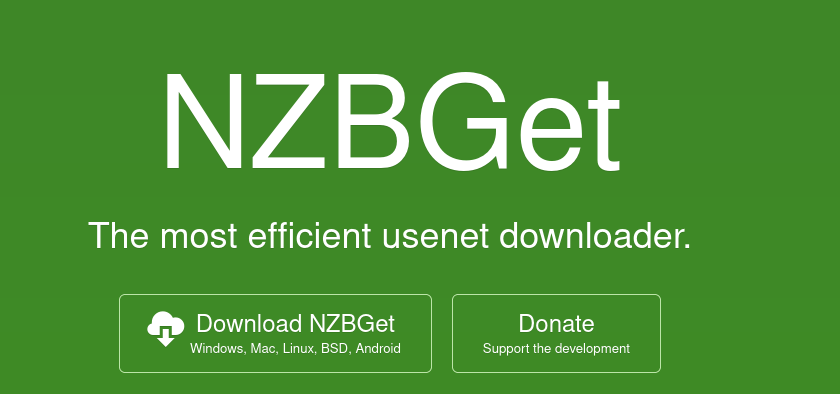 NZBGet
The most efficient usenet downloader.
Download NZBGet
Windows, Mac, Linux, BSD, Android
Donate
Support the development